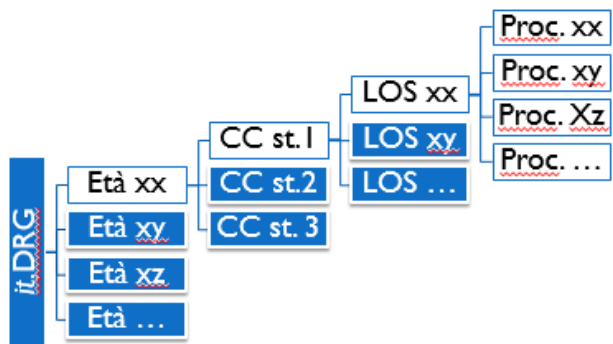 it.DRG
Età xx
Età xy
Età xz
Età ...
CC st.1
CC st.2
CC st. 3
LOS xx
LOS xy
LOS ...
Proc. xx
Proc. xy
Proc. Xz
Proc. ...